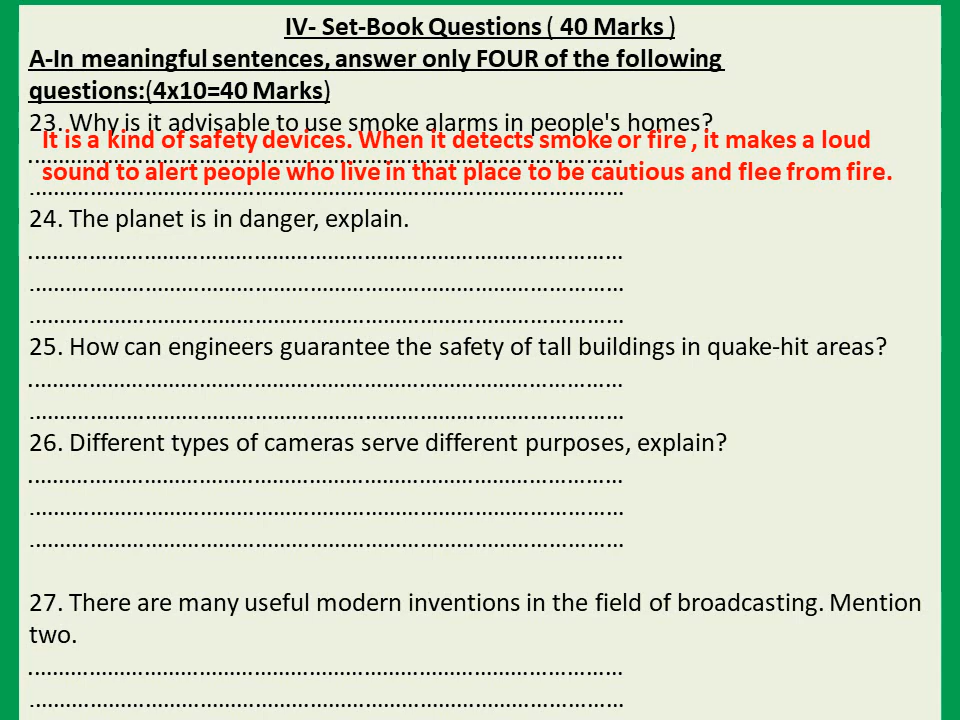 IV- Set-Book Questions ( 40 Marks )
A-In meaningful sentences, answer only FOUR of the following
questions:(4x10=40 Marks)
23. Why is it advisable to use smoke alarms in people's homes?
It is a kind of safety devices. When it detects smoke or fire , it makes a loud
................................................................................................
sound to alert people who live in that place to be cautious and flee from fire.
................................................................................................
24. The planet is in danger, explain.
................................................................................................
................................................................................................
................................................................................................
25. How can engineers guarantee the safety of tall buildings in quake-hit areas?
................................................................................................
................................................................................................
26. Different types of cameras serve different purposes, explain?
................................................................................................
................................................................................................
................................................................................................
27. There are many useful modern inventions in the field of broadcasting. Mention
two.
................................................................................................
................................................................................................